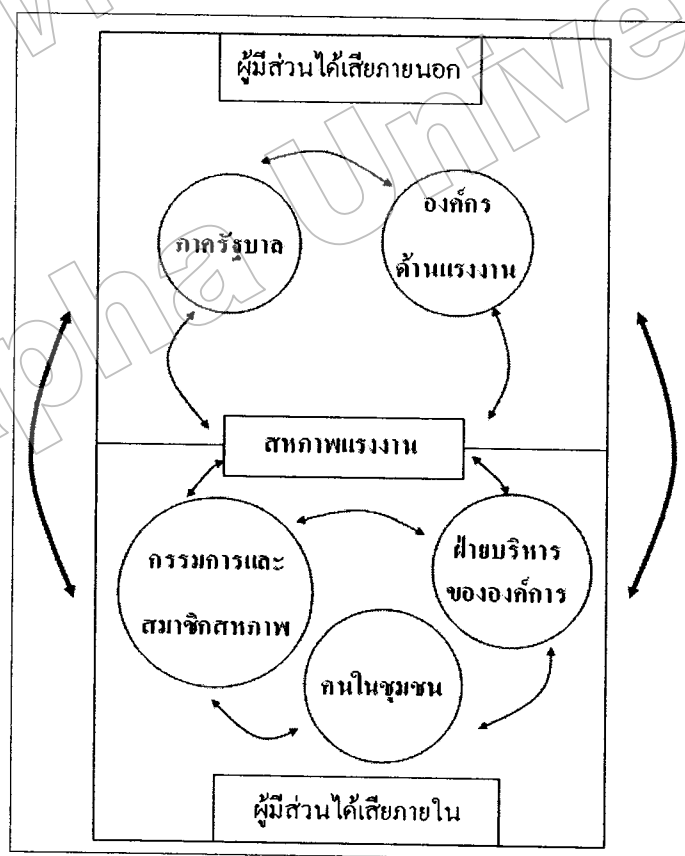 ผู้มีส่วนได้เสียภายนอก
ภาครัฐบาล
องค์กร
ด้านแรงงาน
สหภาพแรงงาน
กรรมการและ
สมาชิกสหภาพ
ฝ่ายบริหาร
ขององค์การ
คนในชุมชน
ผู้มีส่วนได้เสียภายใน